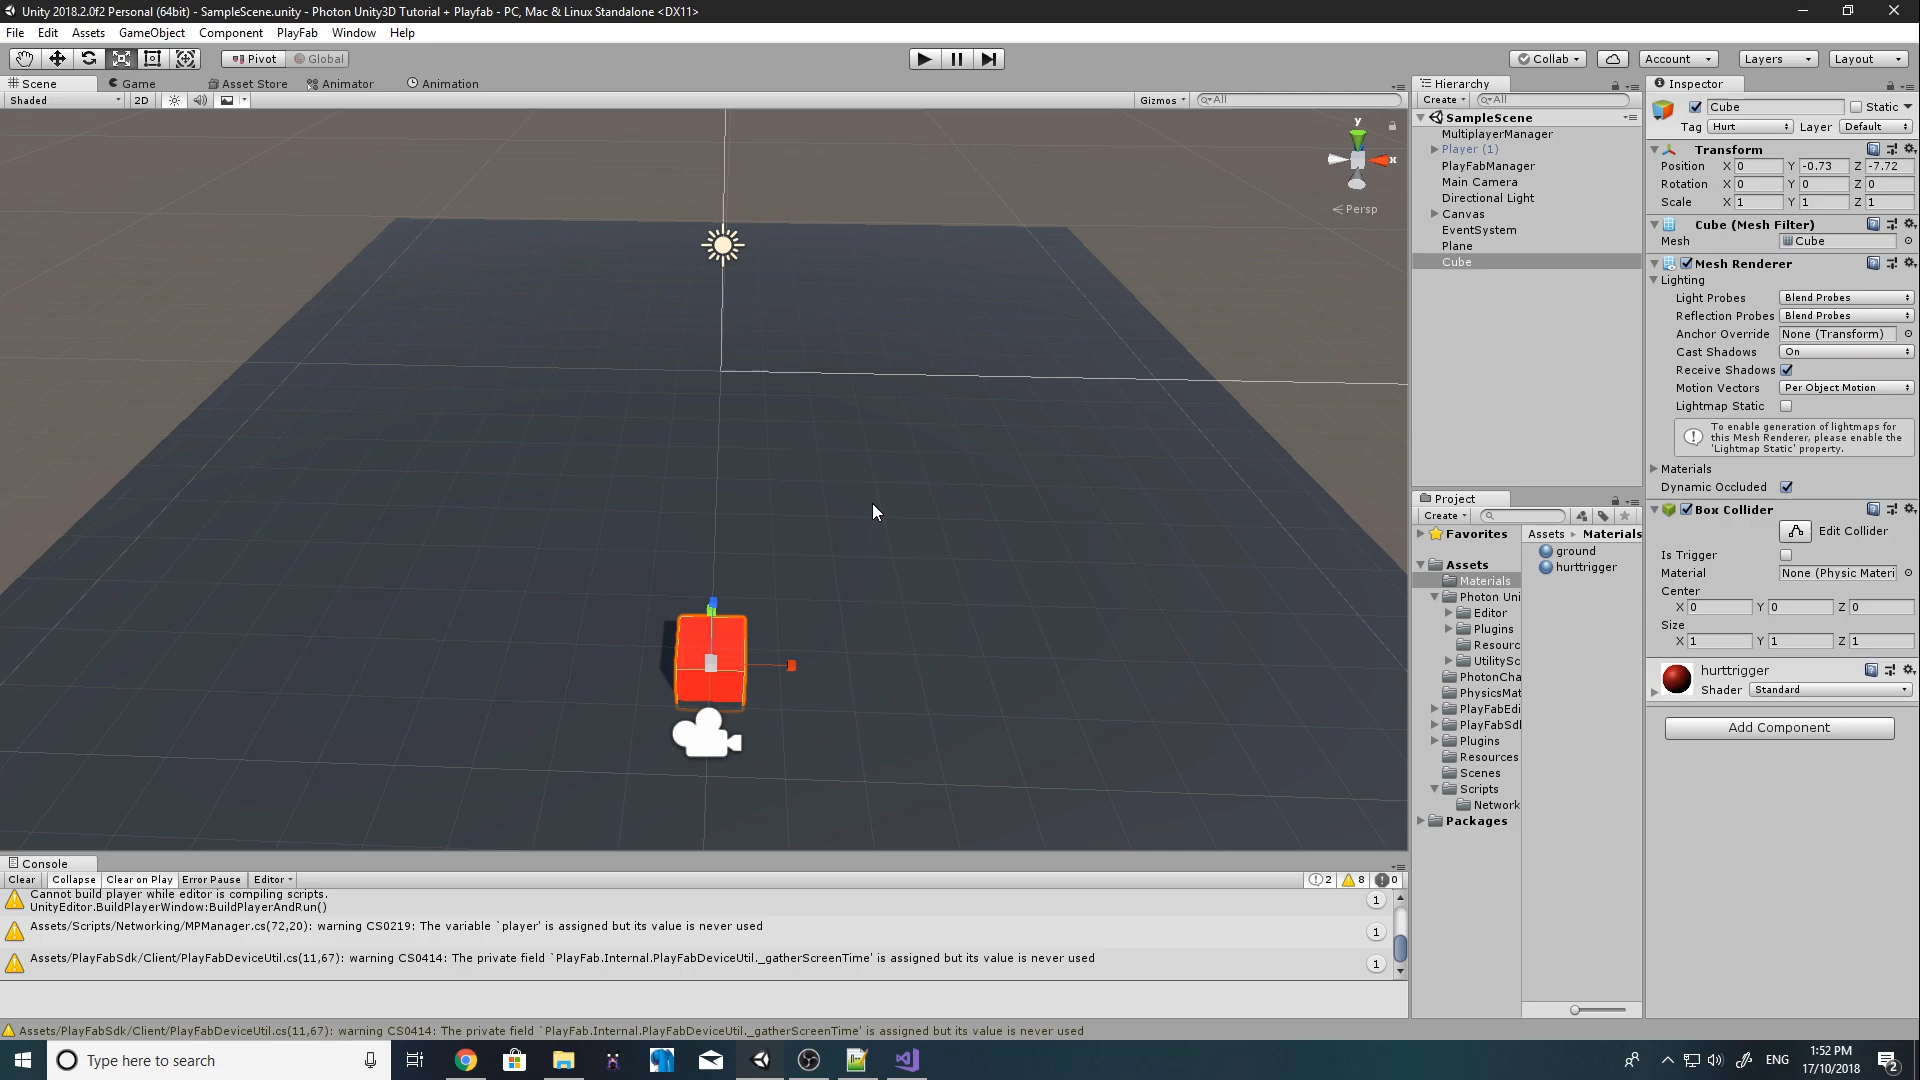 Unity 2018.2.0f2 Personal (64bit) - SampleScene.unity - Photon Unity3D Tutorial + Playfab - PC, Mac & Linux Standalone <DX11>
File Edit Assets GameObject Component PlayFab Window Help
Pivot Global Collab Account Layers Layout
Scene Game Asset Store Animator Animation
Shaded 2D Gizmos All
y
x
Persp
Hierarchy
Create All
SampleScene
MultiplayerManager
Player (1)
PlayFabManager
Main Camera
Directional Light
Canvas
EventSystem
Plane
Cube
Project
Create
Favorites
Assets
Materials
Photon Uni
Editor
Plugins
Resourc
UtilitySc
PhotonCha
PhysicsMat
PlayFabEdi
PlayFabSdl
Plugins
Resources
Scenes
Scripts
Network
Packages
Assets Materials
ground
hurttrigger
Inspector
Cube Static
Tag Hurt Layer Default
Transform
Position X 0 Y -0.73 Z -7.72
Rotation X 0 Y 0 Z 0
Scale X 1 Y 1 Z 1
Cube (Mesh Filter)
Mesh Cube
Mesh Renderer
Lighting
Light Probes Blend Probes
Reflection Probes Blend Probes
Anchor Override None (Transform)
Cast Shadows On
Receive Shadows
Motion Vectors Per Object Motion
Lightmap Static
To enable generation of lightmaps for
this Mesh Renderer, please enable the
'Lightmap Static' property.
Materials
Dynamic Occluded
Box Collider
Edit Collider
Is Trigger
Material None (Physic Materi
Center
X 0 Y 0 Z 0
Size
X 1 Y 1 Z 1
hurttrigger
Shader Standard
Add Component
Console
Clear Collapse Clear on Play Error Pause Editor 2 8 0
Cannot build player while editor is compiling scripts.
UnityEditor.BuildPlayerWindow:BuildPlayerAndRun()
1
Assets/Scripts/Networking/MPManager.cs(72,20): warning CS0219: The variable `player' is assigned but its value is never used
1
Assets/PlayFabSdk/Client/PlayFabDeviceUtil.cs(11,67): warning CS0414: The private field `PlayFab.Internal.PlayFabDeviceUtil._gatherScreenTime' is assigned but its value is never used
1
Assets/PlayFabSdk/Client/PlayFabDeviceUtil.cs(11,67): warning CS0414: The private field `PlayFab.Internal.PlayFabDeviceUtil._gatherScreenTime' is assigned but its value is never used
Type here to search
ENG
1:52 PM
17/10/2018
2